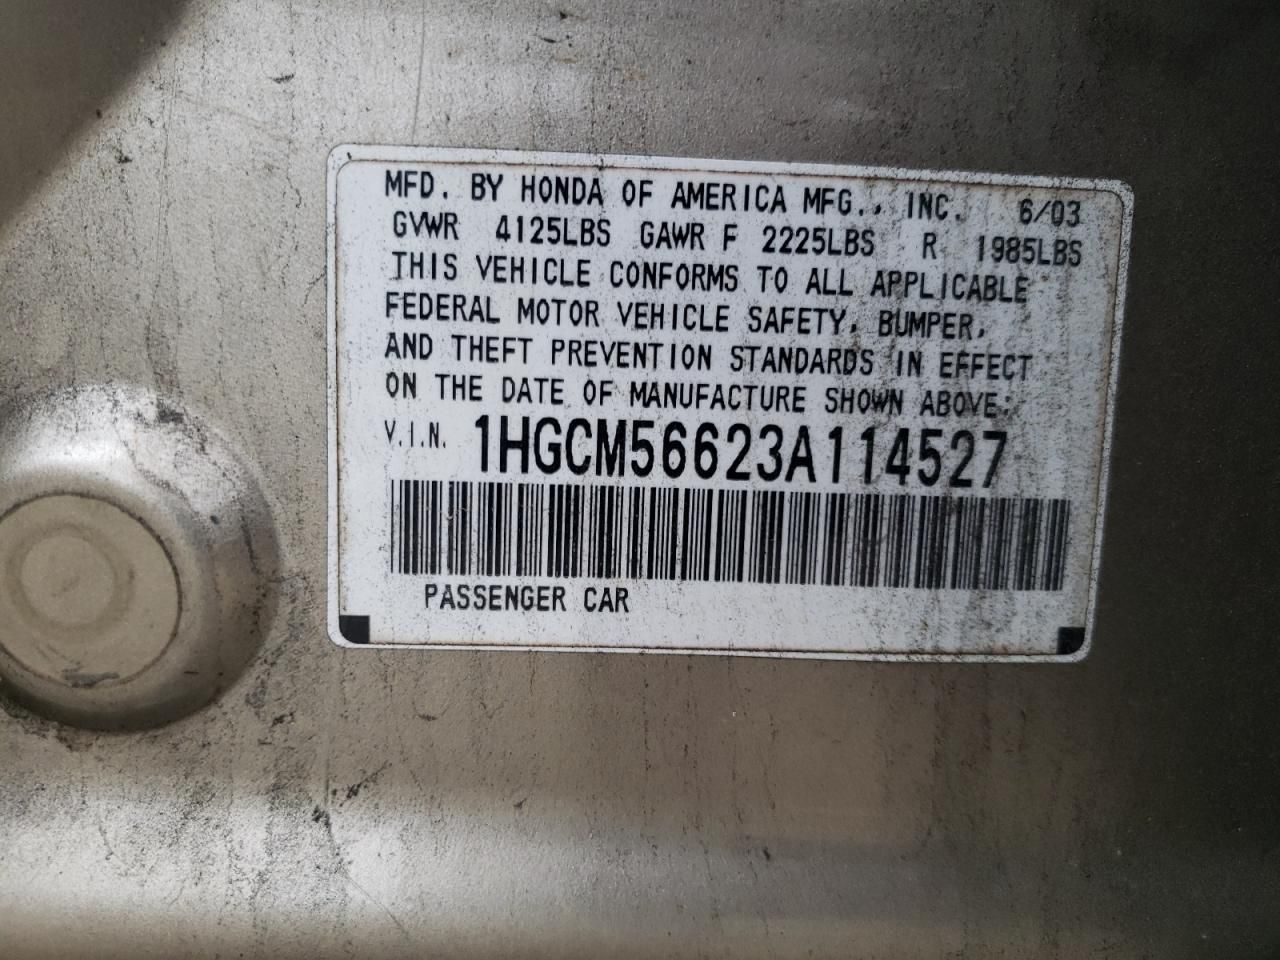 MFD. BY HONDA OF AMERICA MFG., INC. 6/03
GVWR 4125LBS GAWR F 2225LBS R 1985LBS
THIS VEHICLE CONFORMS TO ALL APPLICABLE
FEDERAL MOTOR VEHICLE SAFETY, BUMPER,
AND THEFT PREVENTION STANDARDS IN EFFECT
ON THE DATE OF MANUFACTURE SHOWN ABOVE.
V.I.N. 1HGCM56623A114527
PASSENGER CAR